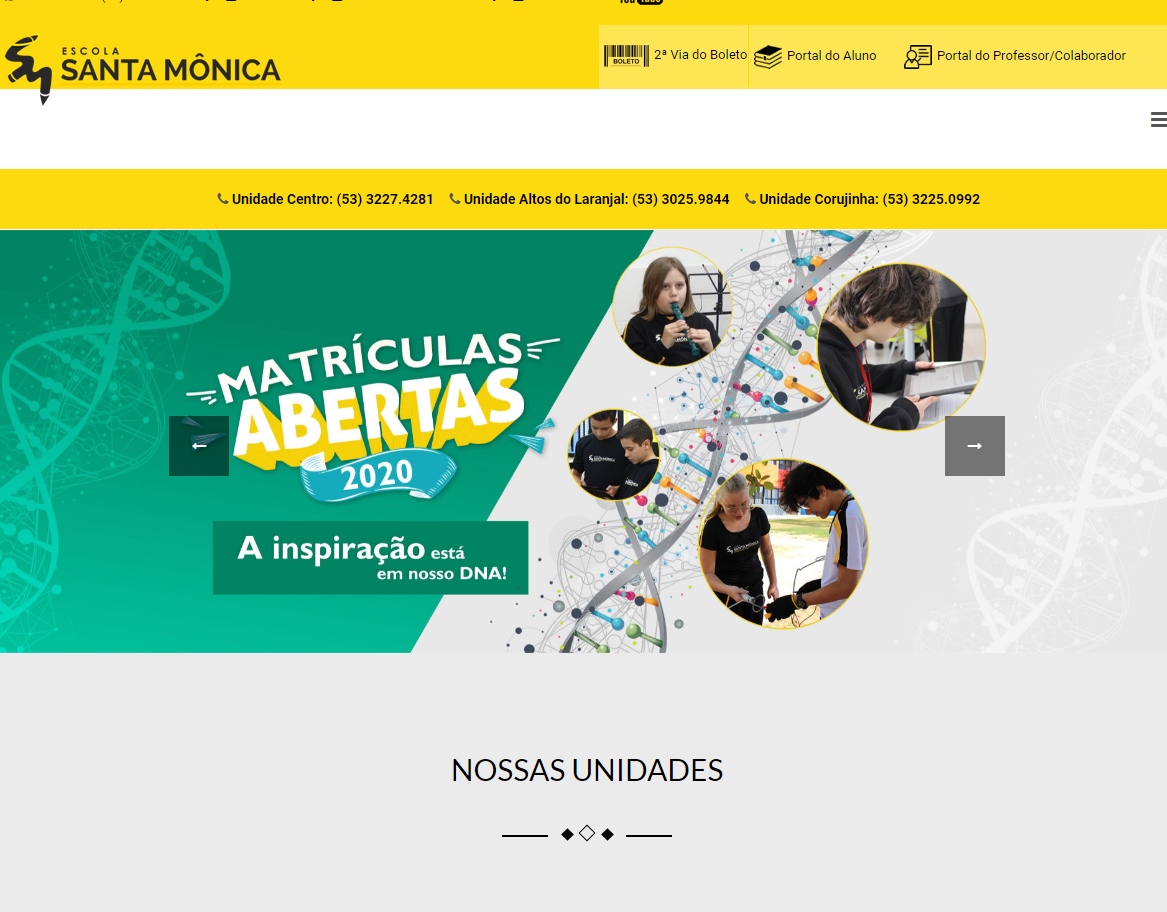 ESCOLA
SANTA MÔNICA
BOLETO
2ª Via do Boleto
Portal do Aluno
Portal do Professor/Colaborador
Unidade Centro: (53) 3227.4281
Unidade Altos do Laranjal: (53) 3025.9844
Unidade Corujinha: (53) 3225.0992
MATRÍCULAS
ABERTAS
2020
A inspiração está
em nosso DNA!
NOSSAS UNIDADES